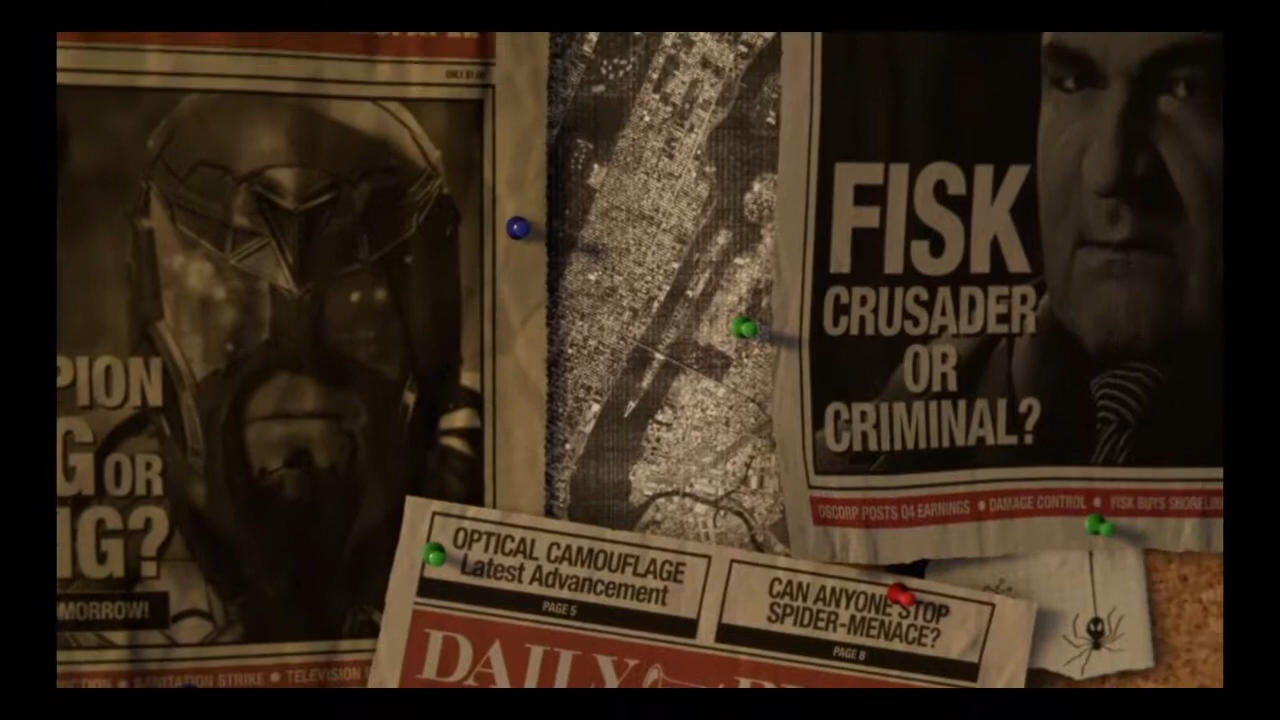 ONLY $1.00
PION
G OR
IG?
MORROW!
SANITATION STRIKE • TELEVISION
FISK
CRUSADER
OR
CRIMINAL?
OSCORP POSTS Q4 EARNINGS • DAMAGE CONTROL • FISK BUYS SHORELI
OPTICAL CAMOUFLAGE
Latest Advancement
PAGE 5
CAN ANYONE STOP
SPIDER-MENACE?
PAGE 8
DAILY